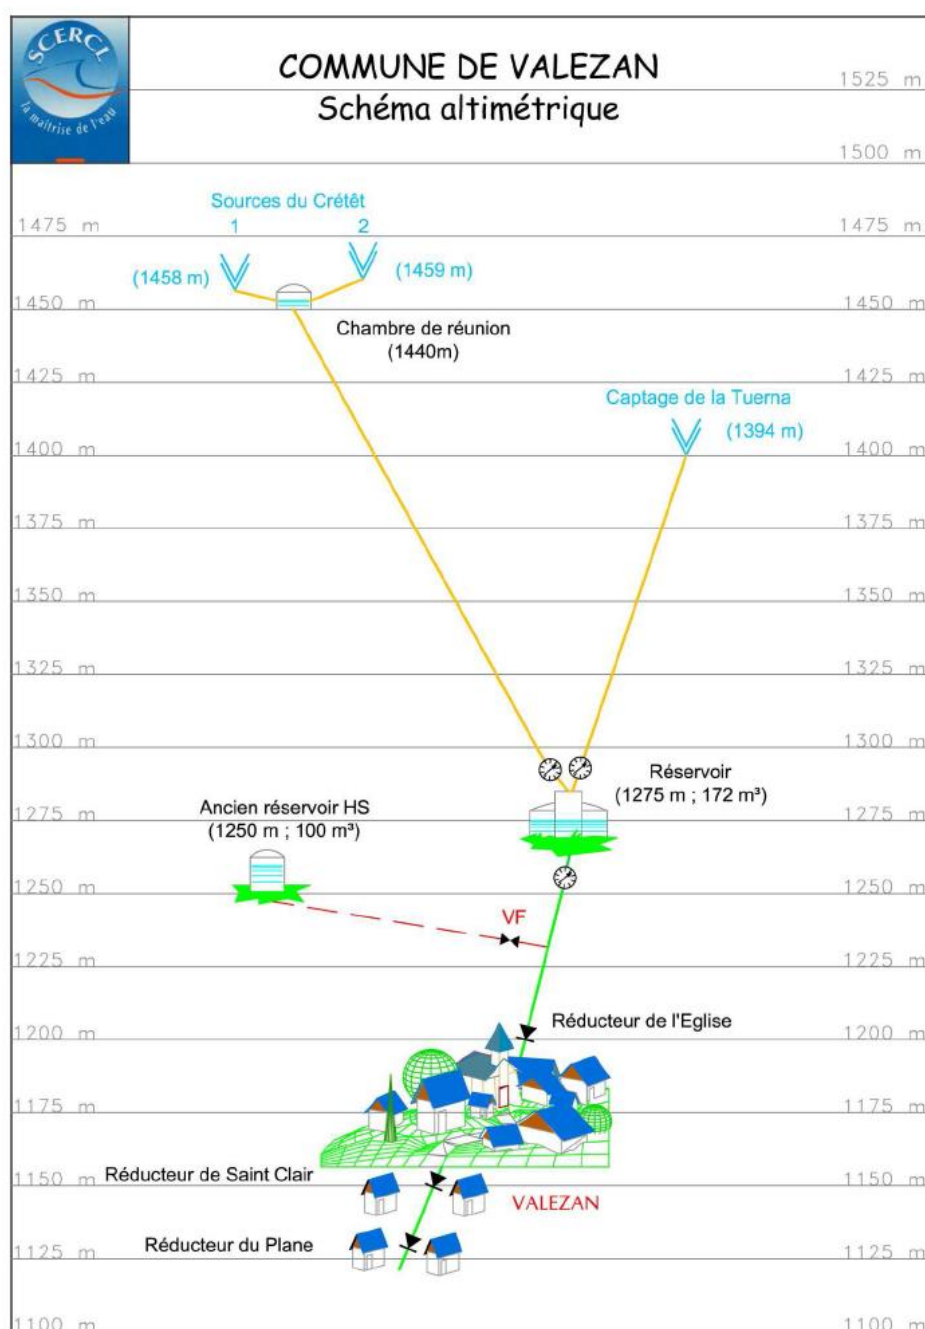 SCERCL
la maîtrise de l'eau
COMMUNE DE VALEZAN
Schéma altimétrique
1525 m
1500 m
Sources du Crétêt
1475 m
1
2
1475 m
(1458 m)
(1459 m)
1450 m
1450 m
Chambre de réunion
(1440m)
1425 m
1425 m
Captage de la Tuerna
(1394 m)
1400 m
1400 m
1375 m
1375 m
1350 m
1350 m
1325 m
1325 m
1300 m
1300 m
Réservoir
(1275 m ; 172 m³)
1275 m
1275 m
Ancien réservoir HS
(1250 m ; 100 m³)
1250 m
1250 m
VF
1225 m
1225 m
Réducteur de l'Eglise
1200 m
1200 m
1175 m
1175 m
Réducteur de Saint Clair
1150 m
1150 m
VALEZAN
Réducteur du Plane
1125 m
1125 m
1100 m
1100 m